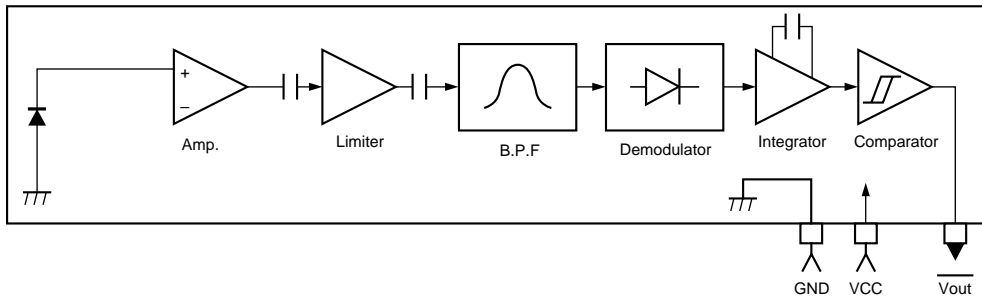 +
−
Amp.
Limiter
B.P.F
Demodulator
Integrator
Comparator
GND
VCC
Vout